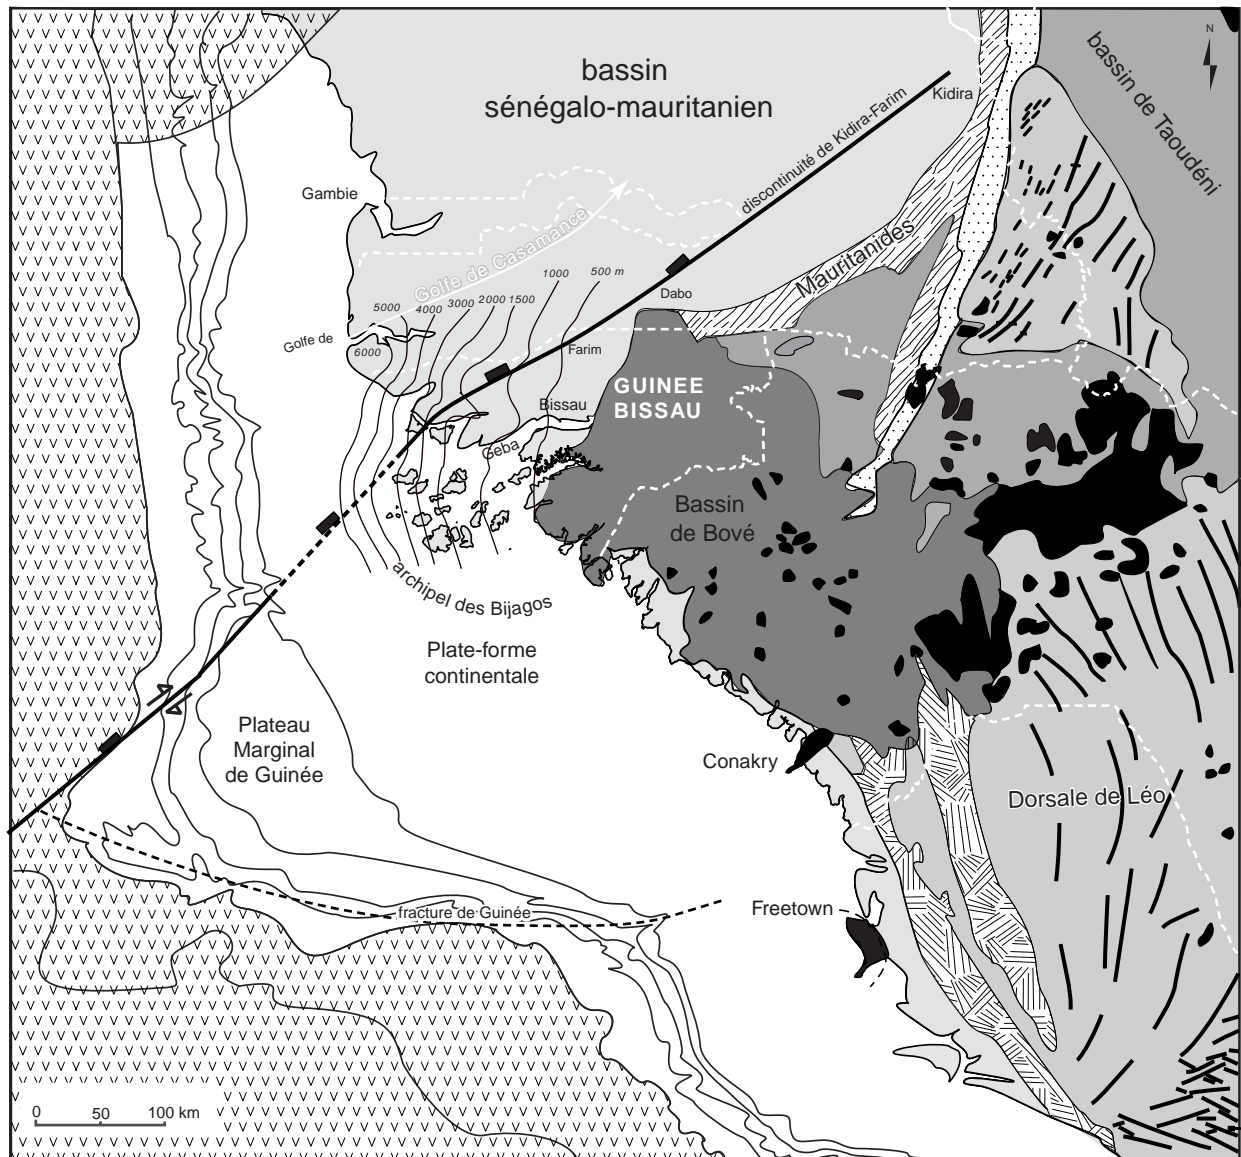 N
bassin
sénégalo-mauritanien
bassin de Taoudéni
Kidira
discontinuité de Kidira-Farim
Gambie
Golfe de Casamance
Mauritanides
1000
500 m
5000
4000
3000
2000
1500
Dabo
Golfe de
6000
Farim
GUINEE
BISSAU
Bissau
Geba
Bassin
de Bové
archipel des Bijagos
Plate-forme
continentale
Plateau
Marginal
de Guinée
Conakry
Dorsale de Léo
Freetown
fracture de Guinée
0
50
100 km